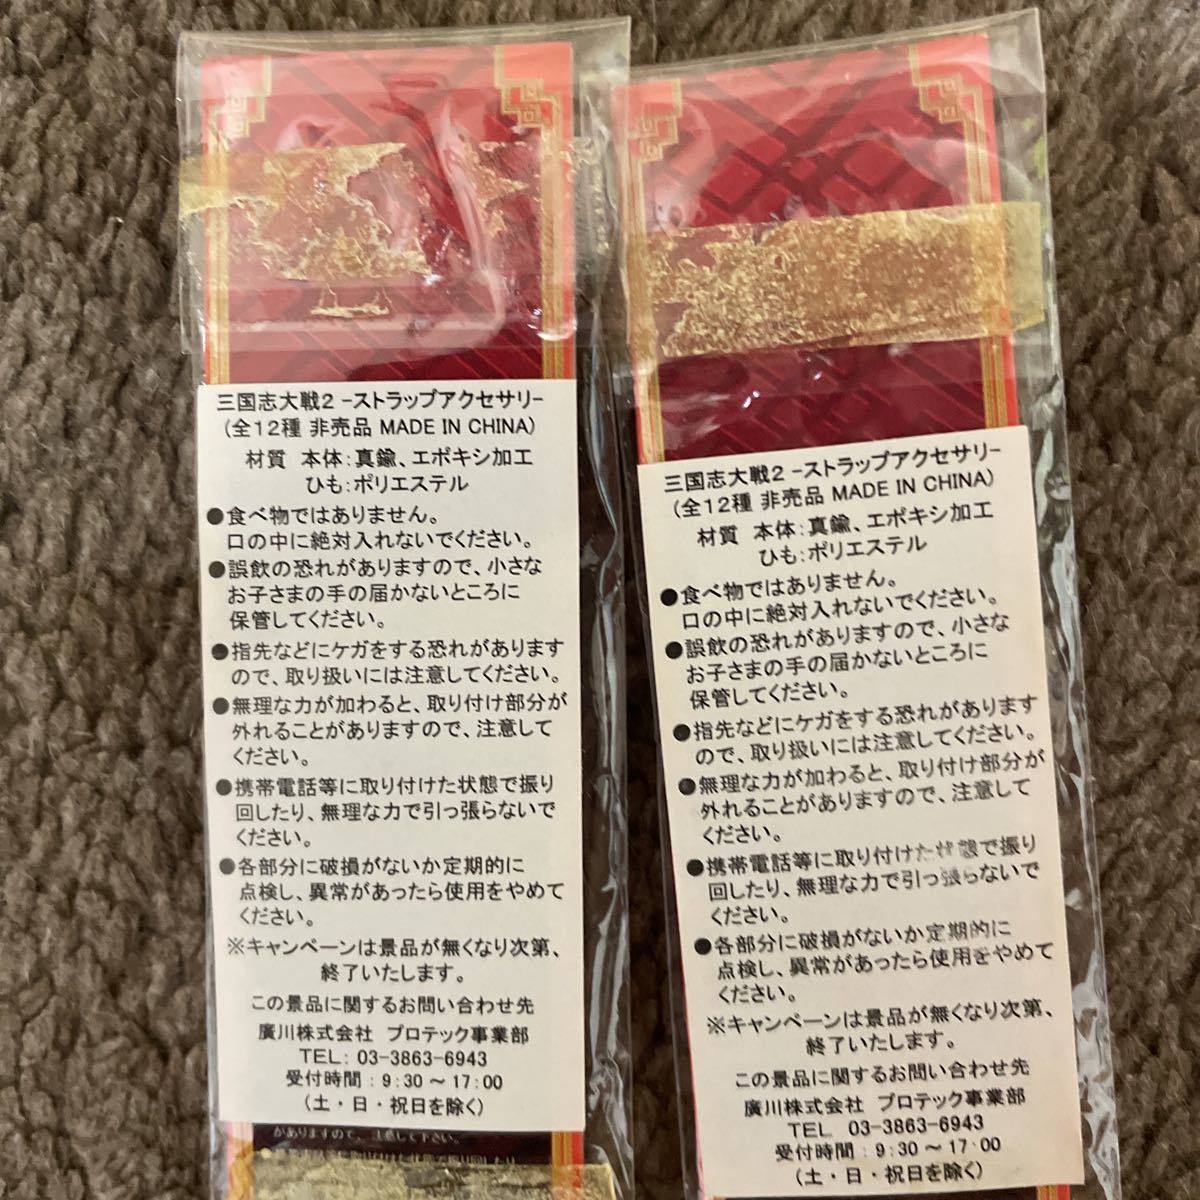 三国志大戦2 -ストラップアクセサリ-
(全12種 非売品 MADE IN CHINA)
材質 本体：真鍮、エポキシ加工
ひも：ポリエステル
●食べ物ではありません。
口の中に絶対入れないでください。
●誤飲の恐れがありますので、小さな
お子さまの手の届かないところに
保管してください。
●指先などにケガをする恐れがあります
ので、取り扱いには注意してください。
●無理な力が加わると、取り付け部分が
外れることがありますので、注意して
ください。
●携帯電話等に取り付けた状態で振り
回したり、無理な力で引っ張らないで
ください。
●各部分に破損がないか定期的に
点検し、異常があったら使用をやめて
ください。
※キャンペーンは景品が無くなり次第、
終了いたします。
この景品に関するお問い合わせ先
廣川株式会社 プロテック事業部
TEL: 03-3863-6943
受付時間：9:30～17:00
(土・日・祝日を除く)
がありますので、注意して下さい。
三国志大戦2 -ストラップアクセサリ-
(全12種 非売品 MADE IN CHINA)
材質 本体：真鍮、エポキシ加工
ひも：ポリエステル
●食べ物ではありません。
口の中に絶対入れないでください。
●誤飲の恐れがありますので、小さな
お子さまの手の届かないところに
保管してください。
●指先などにケガをする恐れがあります
ので、取り扱いには注意してください。
●無理な力が加わると、取り付け部分が
外れることがありますので、注意して
ください。
●携帯電話等に取り付けた状態で振り
回したり、無理な力で引っ張らないで
ください。
●各部分に破損がないか定期的に
点検し、異常があったら使用をやめて
ください。
※キャンペーンは景品が無くなり次第、
終了いたします。
この景品に関するお問い合わせ先
廣川株式会社 プロテック事業部
TEL 03-3863-6943
受付時間：9:30～17:00
(土・日・祝日を除く)